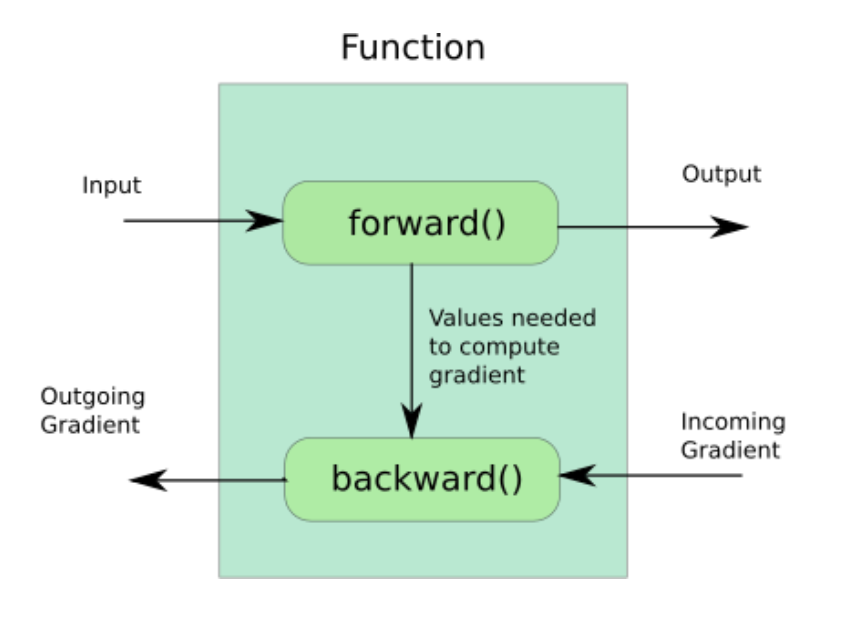 Function
Input
Output
forward()
Values needed
to compute
gradient
Outgoing
Gradient
Incoming
Gradient
backward()